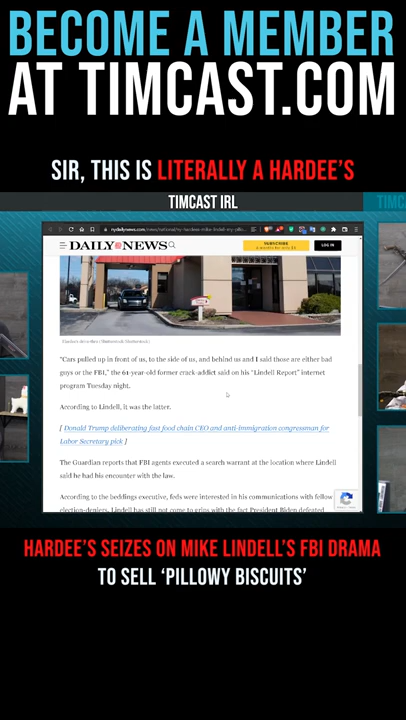 BECOME A MEMBER
AT TIMCAST.COM
SIR, THIS IS LITERALLY A HARDEE'S
TIMCAST IRL
DAILY NEWS
SUBSCRIBE
LOG IN
"Cars pulled up in front of us, to the side of us, and behind us and I said those are either bad
guys or the FBI," the 61-year-old former crack-addict said on his "Lindell Report" internet
program Tuesday night.
According to Lindell, it was the latter.
[ Donald Trump deliberating fast food chain CEO and anti-immigration congressman for
Labor Secretary pick ]
The Guardian reports that FBI agents executed a search warrant at the location where Lindell
said he had his encounter with the law.
According to the beddings executive, feds were interested in his communications with fellow
election-deniers. Lindell has still not come to grips with the fact President Biden defeated
HARDEE'S SEIZES ON MIKE LINDELL'S FBI DRAMA
TO SELL 'PILLOWY BISCUITS'